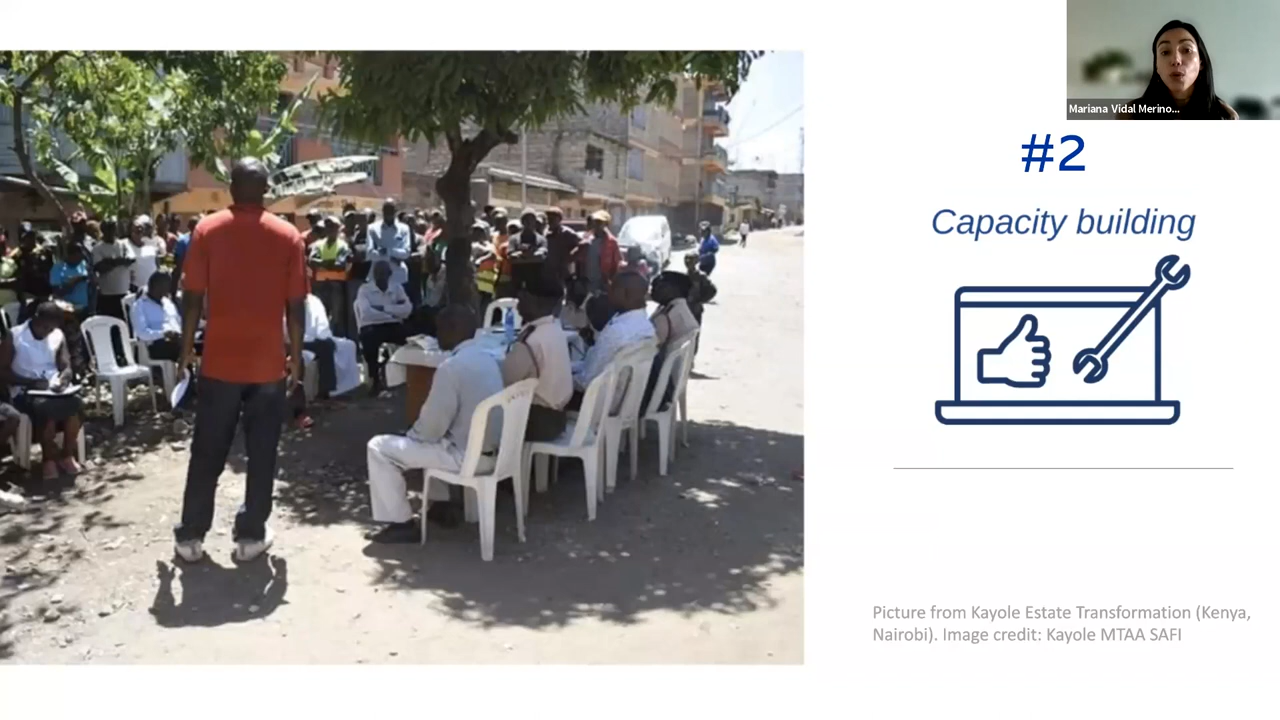 Mariana Vidal Merino...
#2
Capacity building
Picture from Kayole Estate Transformation (Kenya,
Nairobi). Image credit: Kayole MTAA SAFI